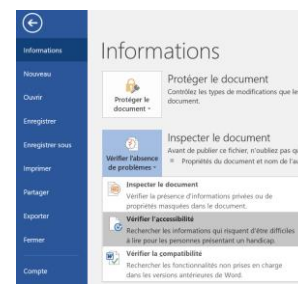 Informations
Nouveau
Ouvrir
Enregistrer
Enregistrer sous
Imprimer
Partager
Exporter
Fermer
Compte
Informations
Protéger le document
Contrôlez les types de modifications que les
document.
Protéger le
document
Inspecter le document
Avant de publier ce fichier, n'oubliez pas qu
Propriétés du document et nom de l'au
Vérifier l'absence
de problèmes
Inspecter le document
Vérifier la présence d'informations privées ou de
propriétés masquées dans le document.
Vérifier l'accessibilité
Rechercher les informations qui risquent d'être difficiles
à lire pour les personnes présentant un handicap.
Vérifier la compatibilité
Rechercher les fonctionnalités non prises en charge
dans les versions antérieures de Word.